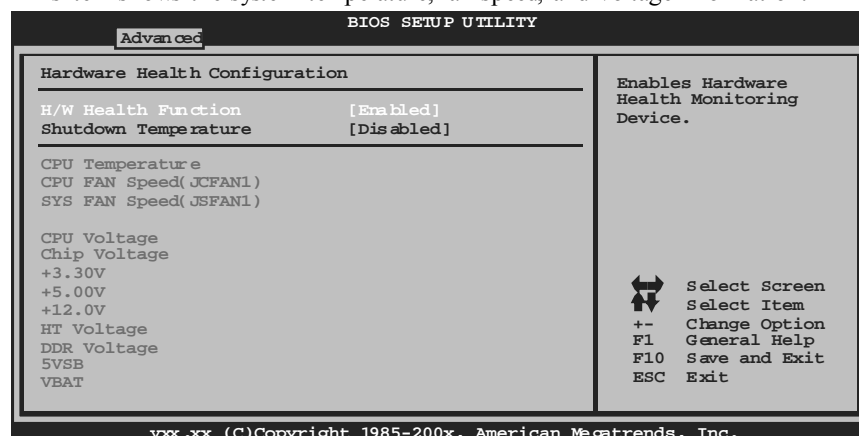 BIOS SETUP UTILITY
Advanced
Hardware Health Configuration
H/W Health Function [Enabled]
Shutdown Temperature [Disabled]
CPU Temperature
CPU FAN Speed(JCFAN1)
SYS FAN Speed(JSFAN1)
CPU Voltage
Chip Voltage
+3.30V
+5.00V
+12.0V
HT Voltage
DDR Voltage
5VSB
VBAT
Enables Hardware
Health Monitoring
Device.
Select Screen
Select Item
+- Change Option
F1 General Help
F10 Save and Exit
ESC Exit
vxx.xx (C)Copyright 1985-200x, American Megatrends, Inc.